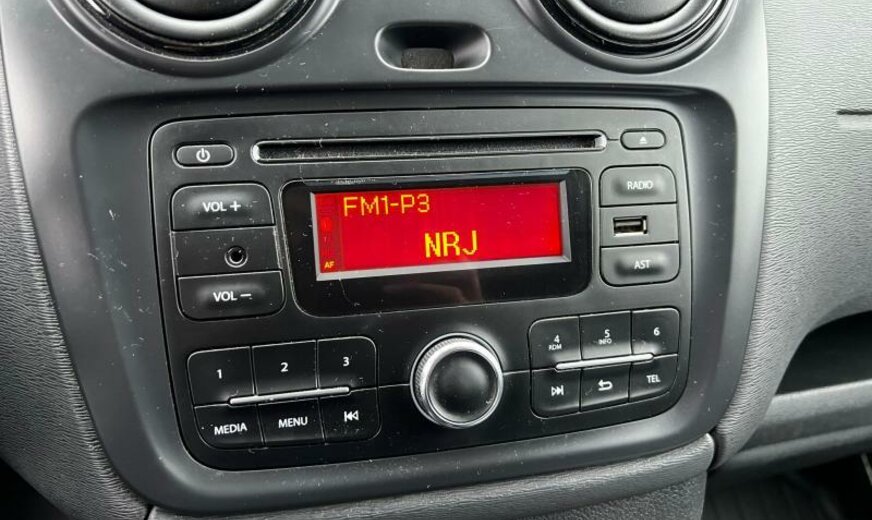 RADIO
VOL +
FM1-P3
NRJ
AF
AST
VOL −
1
2
3
4
RDM
5
INFO
6
MEDIA
MENU
TEL